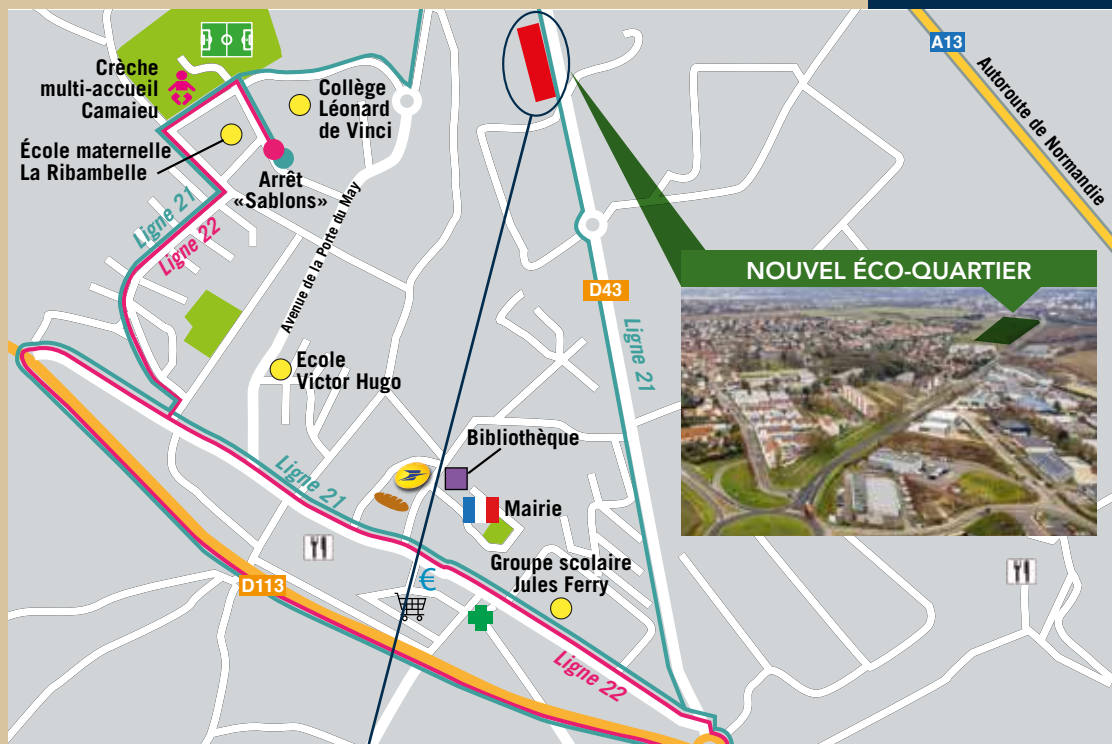 A13
Autoroute de Normandie
Crèche
multi-accueil
Camaieu
Collège
Léonard
de Vinci
École maternelle
La Ribambelle
Arrêt
«Sablons»
Ligne 21
Ligne 22
Avenue de la Porte du May
NOUVEL ÉCO-QUARTIER
D43
Ligne 21
Ecole
Victor Hugo
Bibliothèque
Ligne 21
Mairie
Groupe scolaire
Jules Ferry
€
D113
Ligne 22